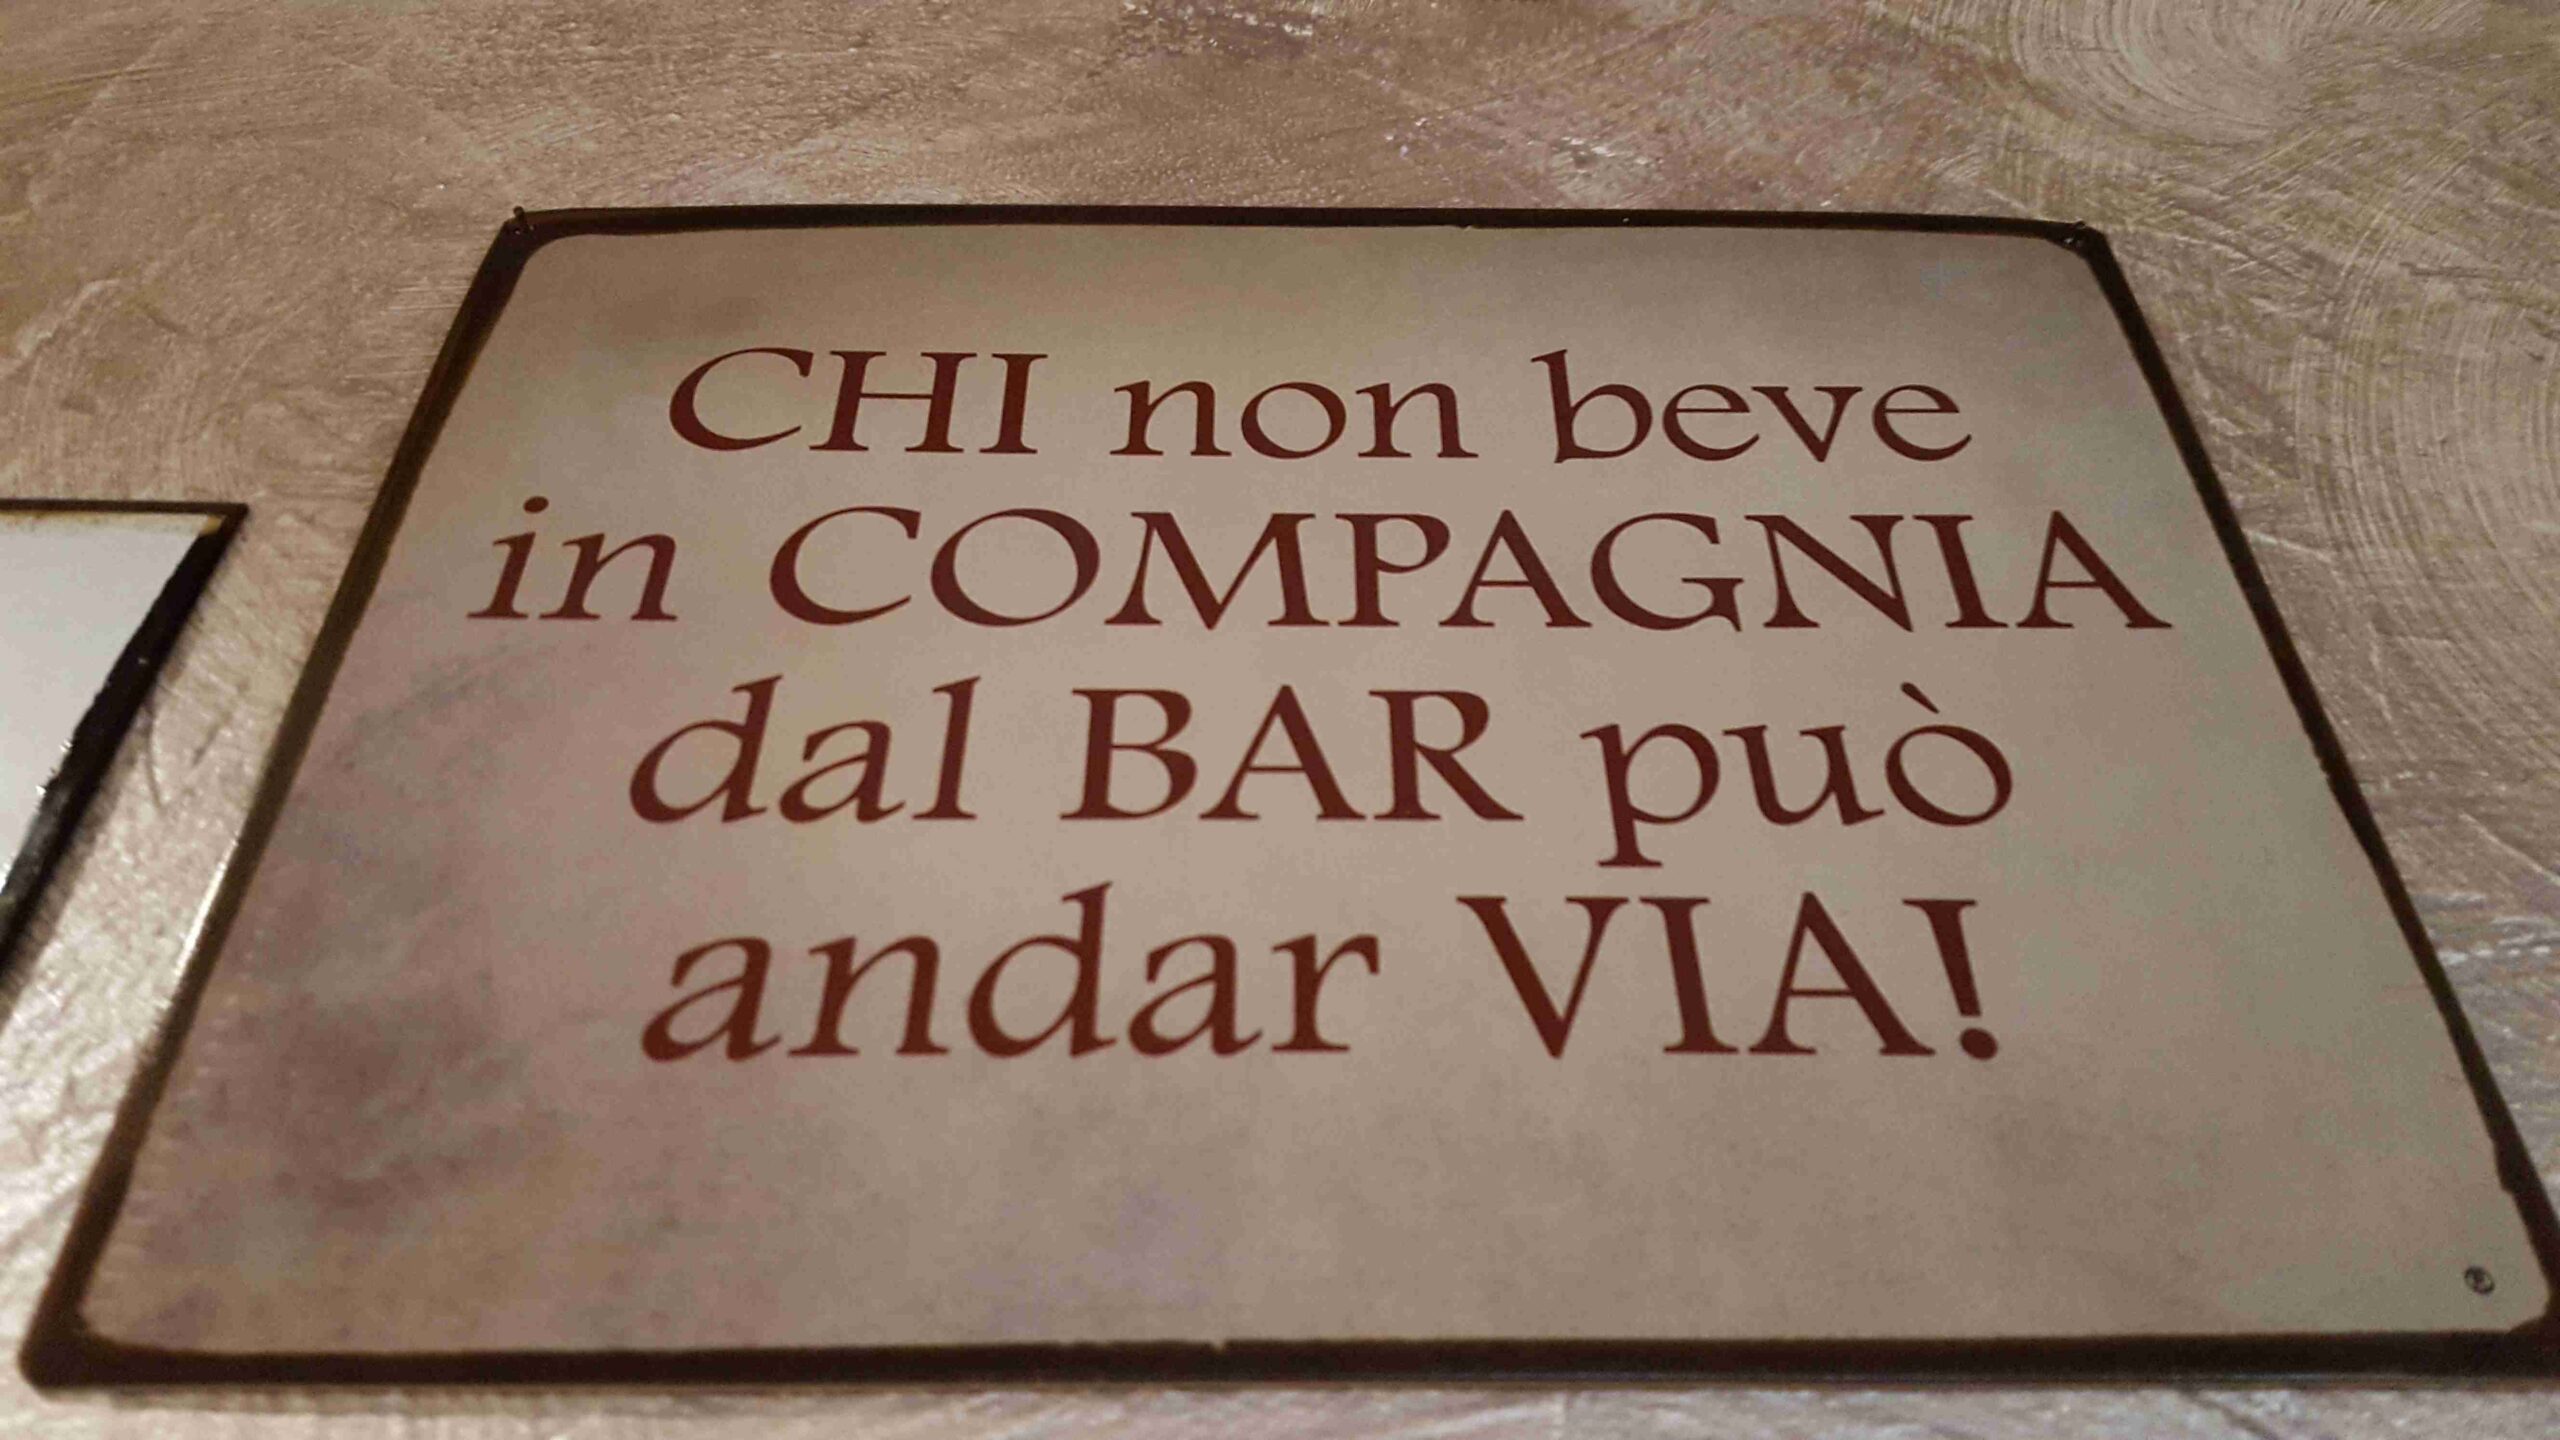 CHI non beve
in COMPAGNIA
dal BAR può
andar VIA!
®